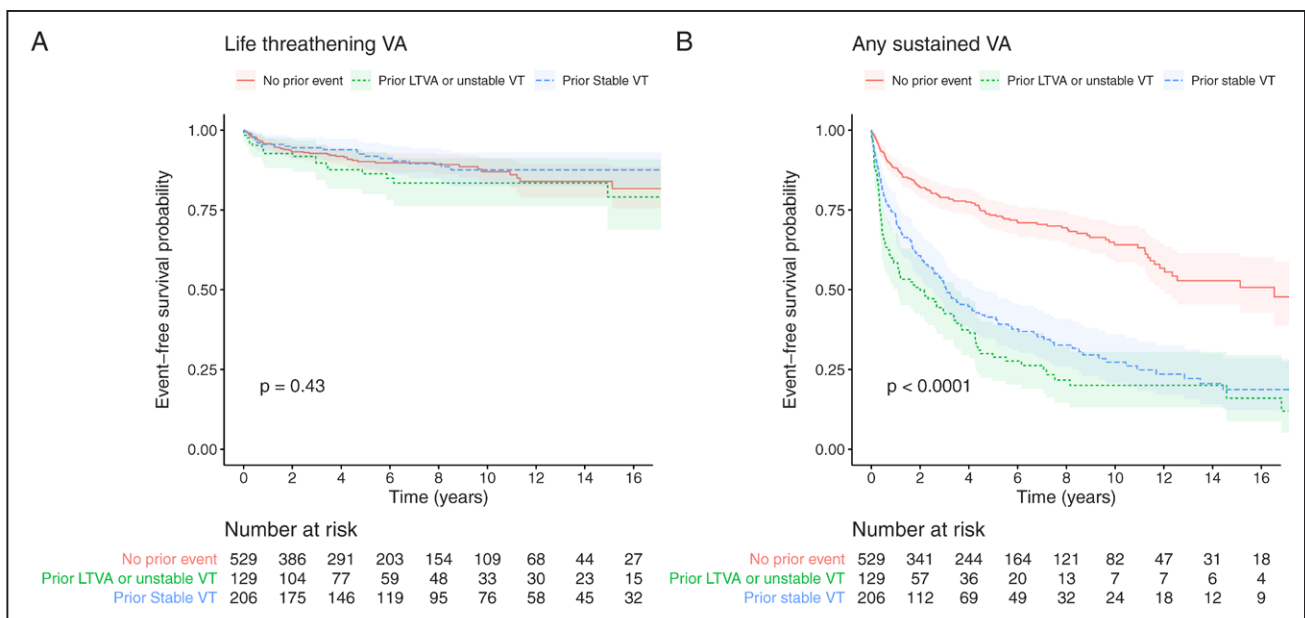 A
Life threathening VA
No prior event Prior LTVA or unstable VT Prior Stable VT
Event−free survival probability
1.00
0.75
0.50
0.25
0.00
p = 0.43
0 2 4 6 8 10 12 14 16
Time (years)
Number at risk
No prior event 529 386 291 203 154 109 68 44 27
Prior LTVA or unstable VT 129 104 77 59 48 33 30 23 15
Prior Stable VT 206 175 146 119 95 76 58 45 32
B
Any sustained VA
No prior event Prior LTVA or unstable VT Prior stable VT
Event−free survival probability
1.00
0.75
0.50
0.25
0.00
p < 0.0001
0 2 4 6 8 10 12 14 16
Time (years)
Number at risk
No prior event 529 341 244 164 121 82 47 31 18
Prior LTVA or unstable VT 129 57 36 20 13 7 7 6 4
Prior stable VT 206 112 69 49 32 24 18 12 9